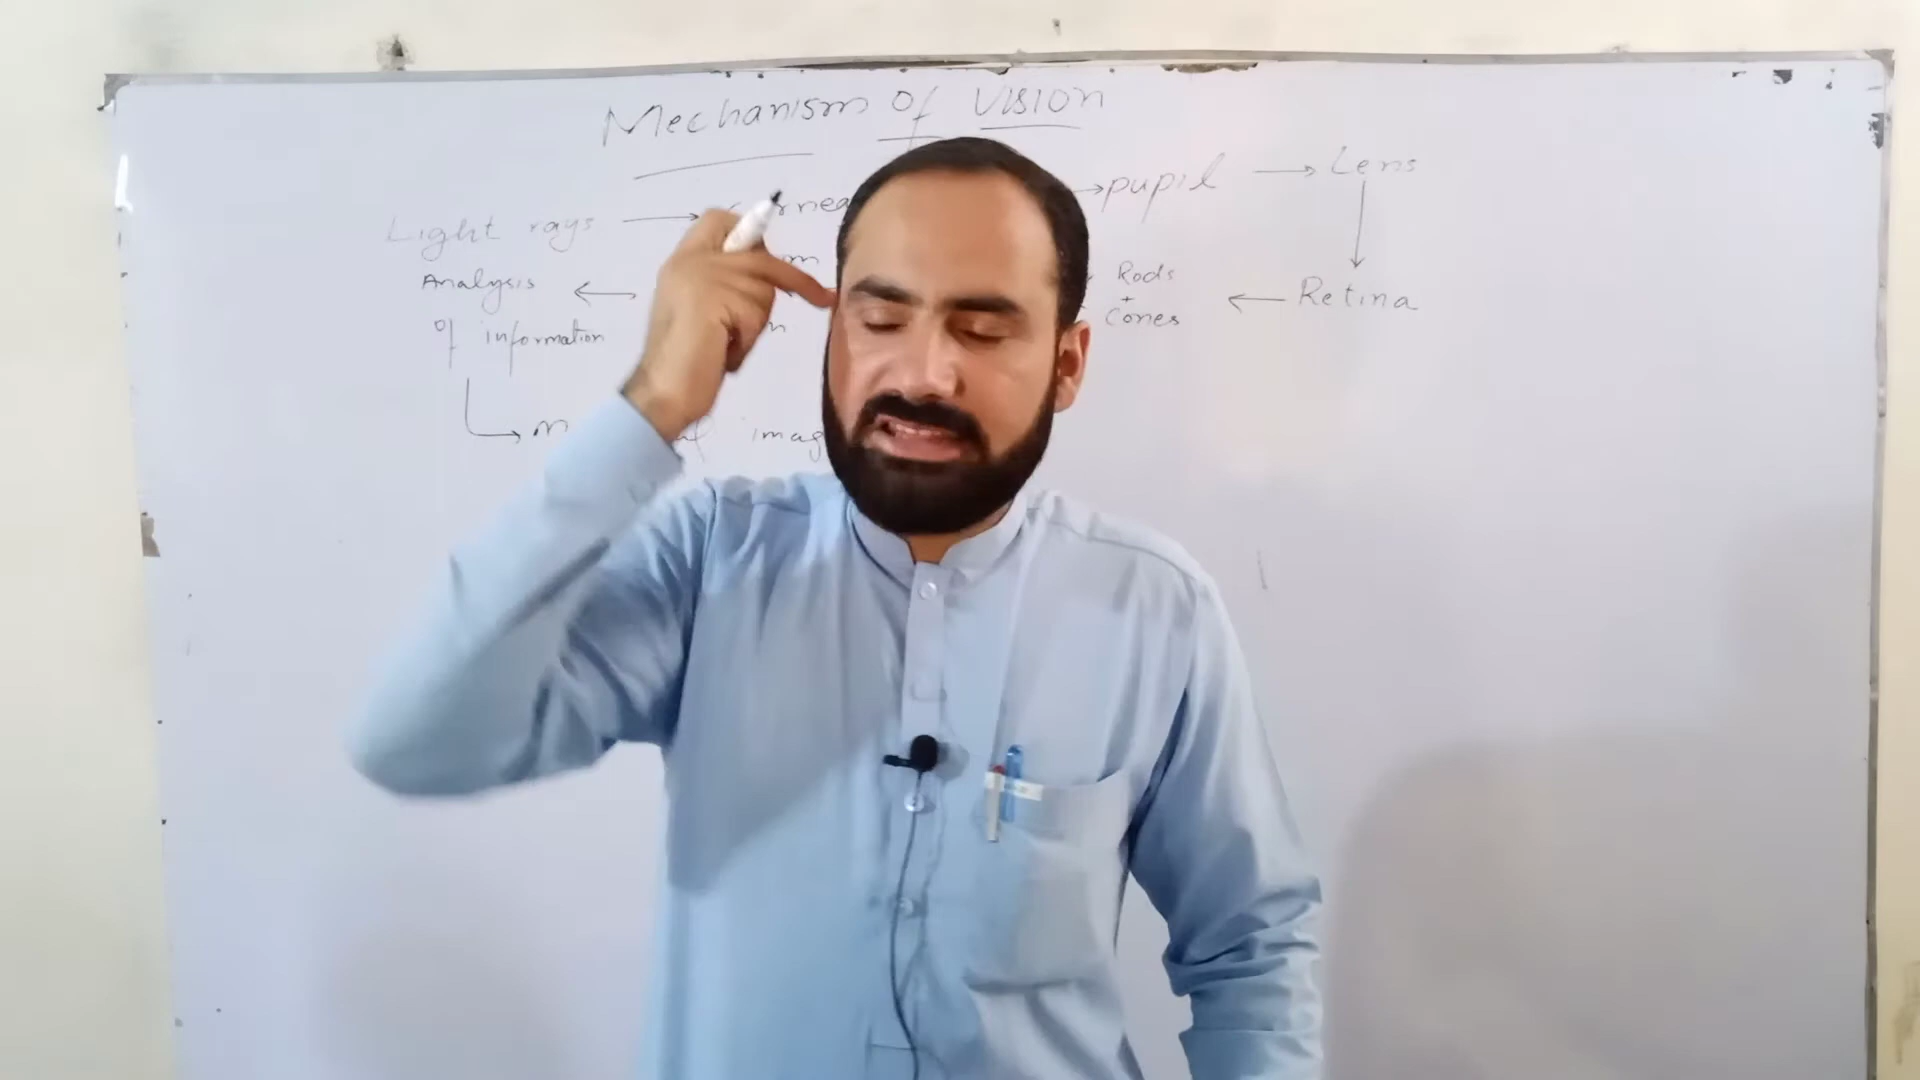 Mechanism of Vision
Light rays → → pupil → Lens
Analysis ← Rods + Cones ← Retina
of information